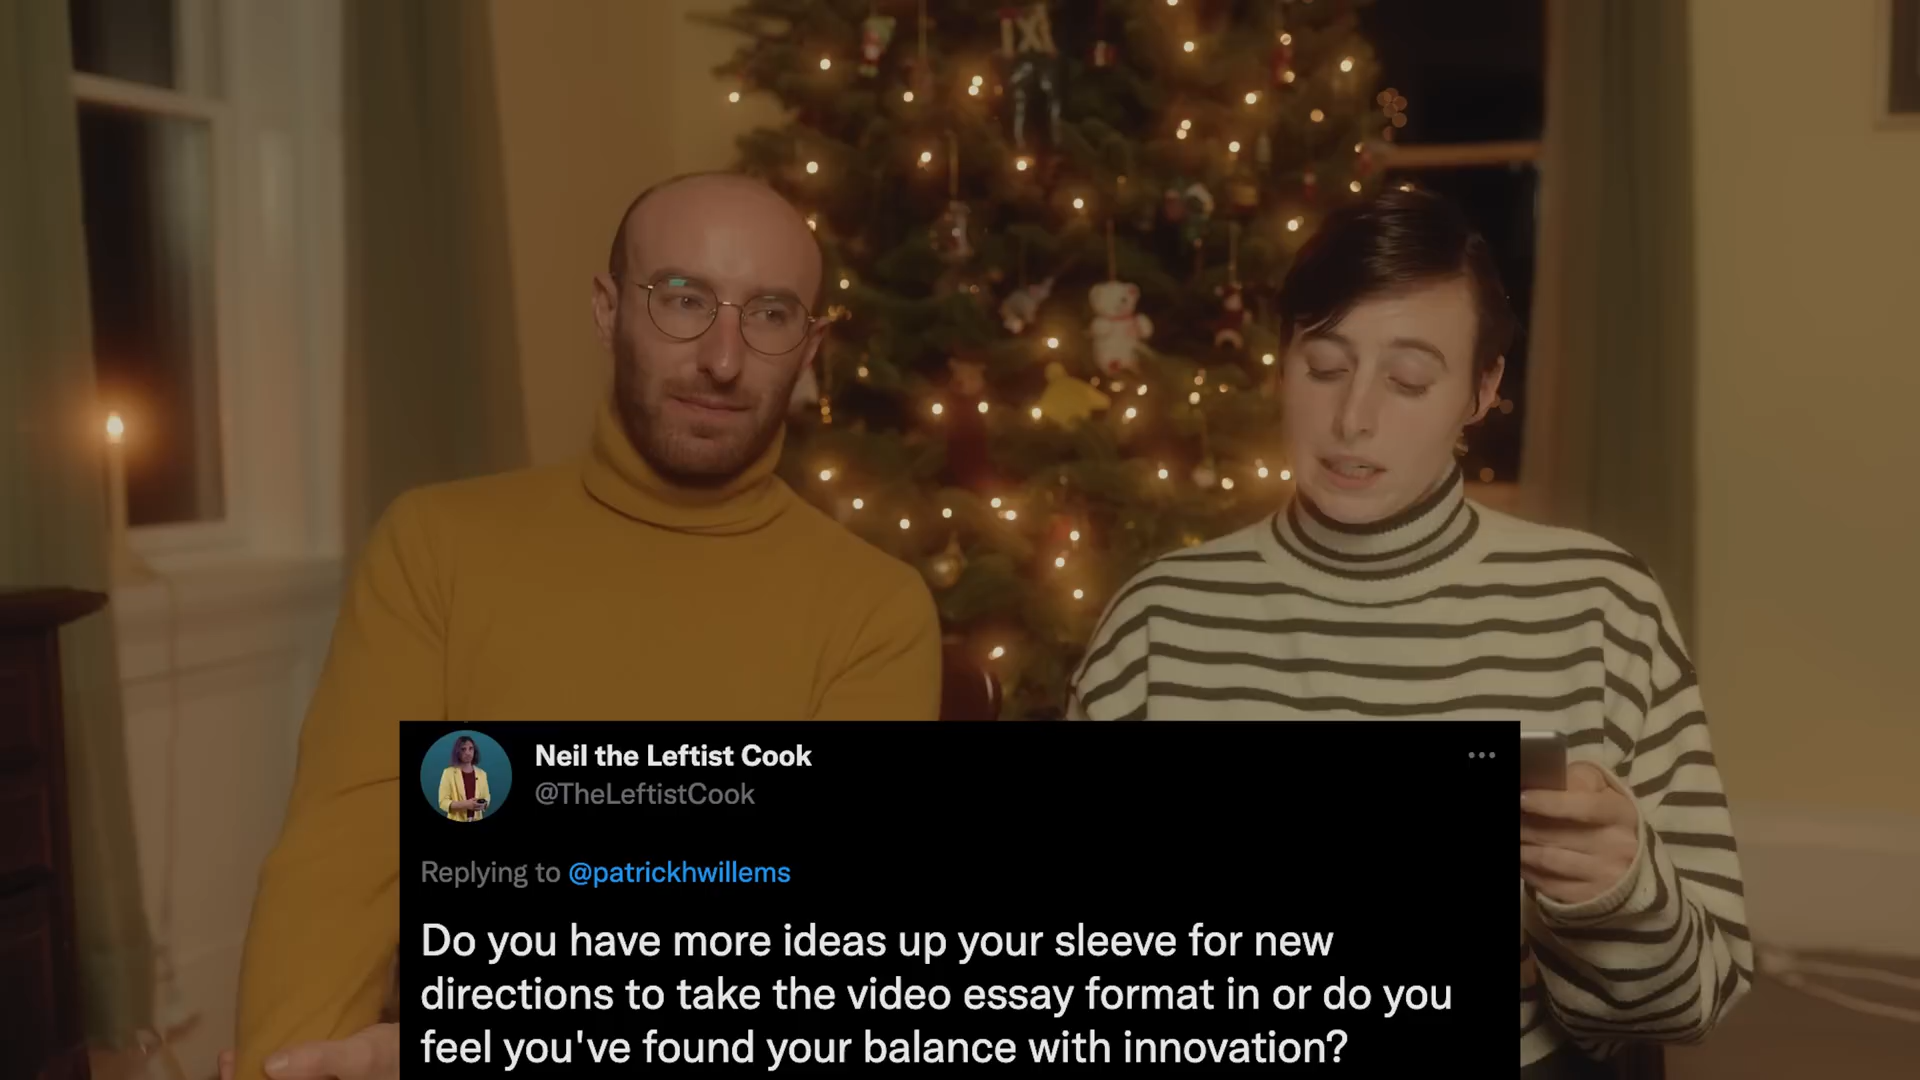 Neil the Leftist Cook
@TheLeftistCook
Replying to @patrickhwillems
Do you have more ideas up your sleeve for new
directions to take the video essay format in or do you
feel you've found your balance with innovation?